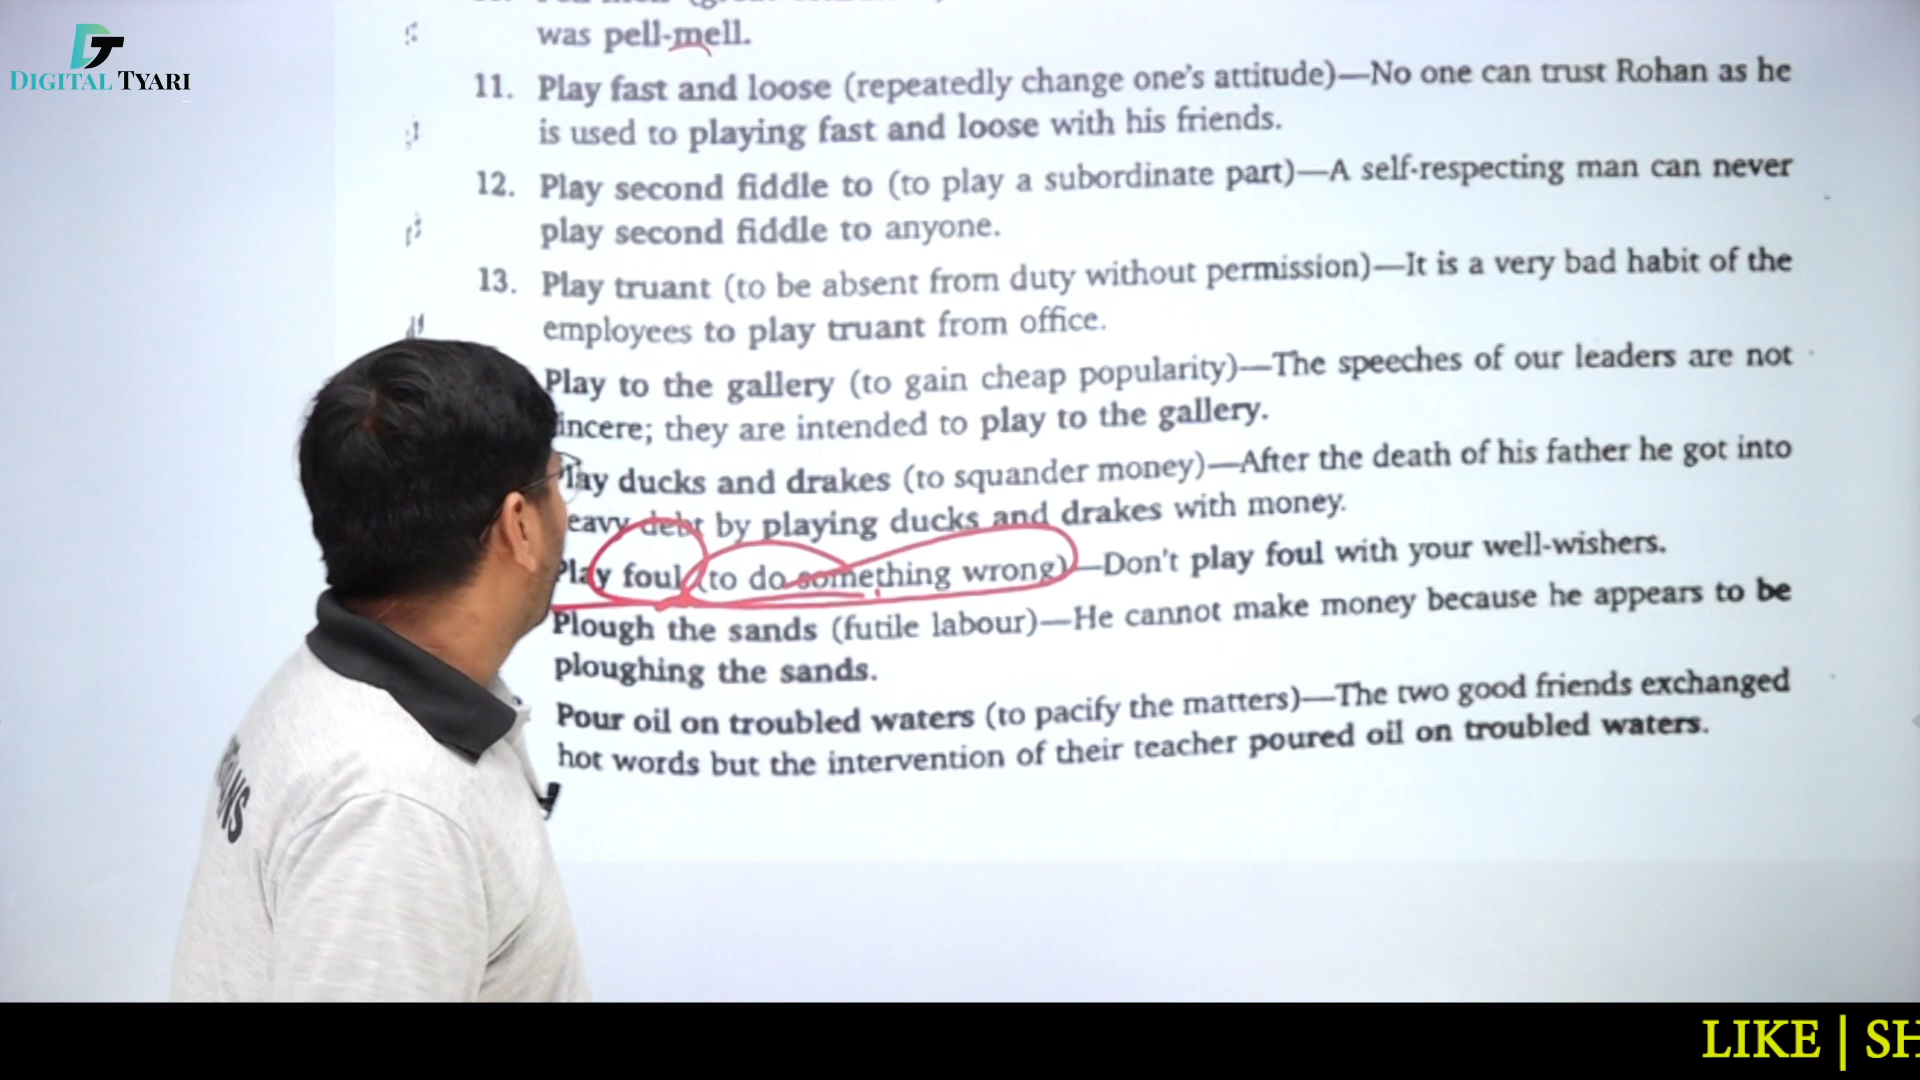 DT
DIGITAL TYARI
was pell-mell.
11. Play fast and loose (repeatedly change one's attitude)—No one can trust Rohan as he
is used to playing fast and loose with his friends.
12. Play second fiddle to (to play a subordinate part)—A self-respecting man can never
play second fiddle to anyone.
13. Play truant (to be absent from duty without permission)—It is a very bad habit of the
employees to play truant from office.
Play to the gallery (to gain cheap popularity)—The speeches of our leaders are not
incere; they are intended to play to the gallery.
lay ducks and drakes (to squander money)—After the death of his father he got into
eavy debt by playing ducks and drakes with money.
Play foul (to do something wrong)—Don't play foul with your well-wishers.
Plough the sands (futile labour)—He cannot make money because he appears to be
ploughing the sands.
Pour oil on troubled waters (to pacify the matters)—The two good friends exchanged
hot words but the intervention of their teacher poured oil on troubled waters.
LIKE | SH